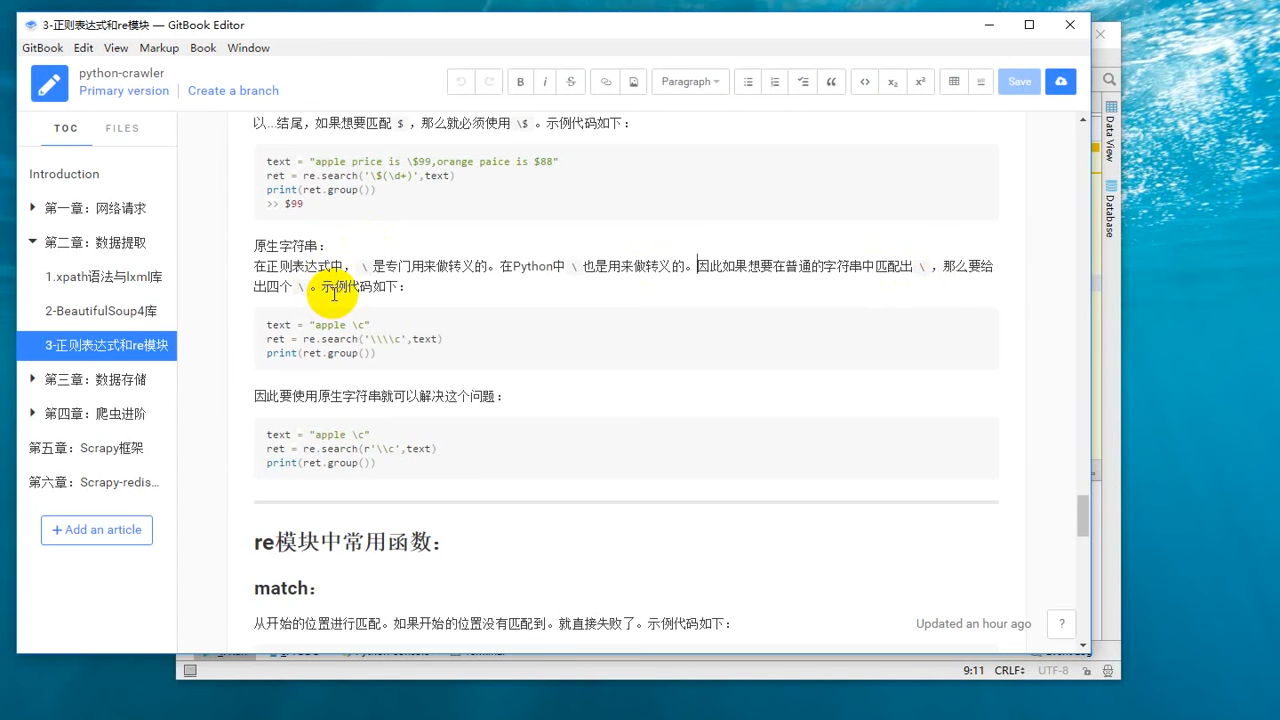 3-正则表达式和re模块 — GitBook Editor
GitBook Edit View Markup Book Window
python-crawler
Primary version Create a branch
Paragraph
Save
TOC FILES
Introduction
第一章：网络请求
第二章：数据提取
1.xpath语法与lxml库
2-BeautifulSoup4库
3-正则表达式和re模块
第三章：数据存储
第四章：爬虫进阶
第五章：Scrapy框架
第六章：Scrapy-redis...
+ Add an article
以...结尾，如果想要匹配 $ ，那么就必须使用 \$ 。示例代码如下：
text = "apple price is \$99,orange paice is $88"
ret = re.search('\$(\d+)',text)
print(ret.group())
>> $99
原生字符串：
在正则表达式中， \ 是专门用来做转义的。在Python中 \ 也是用来做转义的。因此如果想要在普通的字符串中匹配出 \ ，那么要给
出四个 \ 。示例代码如下：
text = "apple \c"
ret = re.search('\\\\c',text)
print(ret.group())
因此要使用原生字符串就可以解决这个问题：
text = "apple \c"
ret = re.search(r'\\c',text)
print(ret.group())
re模块中常用函数：
match：
从开始的位置进行匹配。如果开始的位置没有匹配到。就直接失败了。示例代码如下：
Updated an hour ago
?
Data View
Database
9:11 CRLF UTF-8